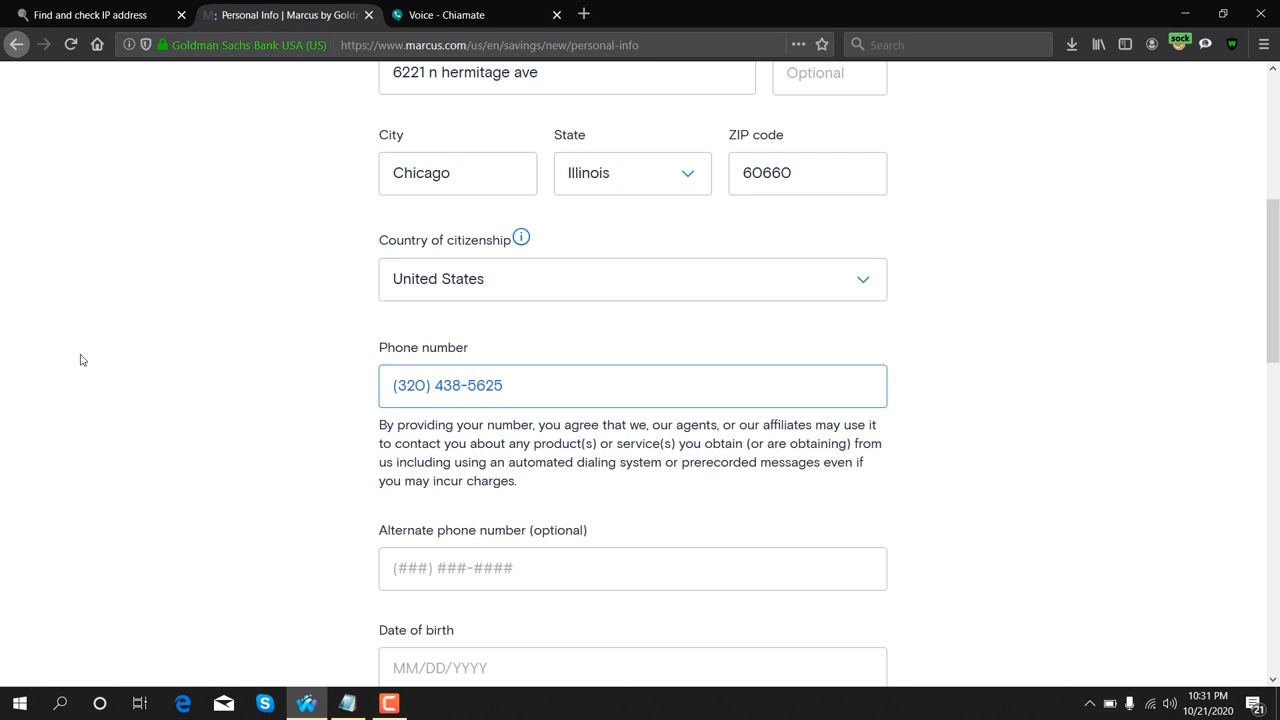 Find and check IP address
Personal Info | Marcus by Goldm
Voice - Chiamate
Goldman Sachs Bank USA (US)
https://www.marcus.com/us/en/savings/new/personal-info
Search
sock
6221 n hermitage ave
Optional
City
State
ZIP code
Chicago
Illinois
60660
Country of citizenship
United States
Phone number
(320) 438-5625
By providing your number, you agree that we, our agents, or our affiliates may use it
to contact you about any product(s) or service(s) you obtain (or are obtaining) from
us including using an automated dialing system or prerecorded messages even if
you may incur charges.
Alternate phone number (optional)
(###) ###-####
Date of birth
MM/DD/YYYY
10:31 PM
10/21/2020
21